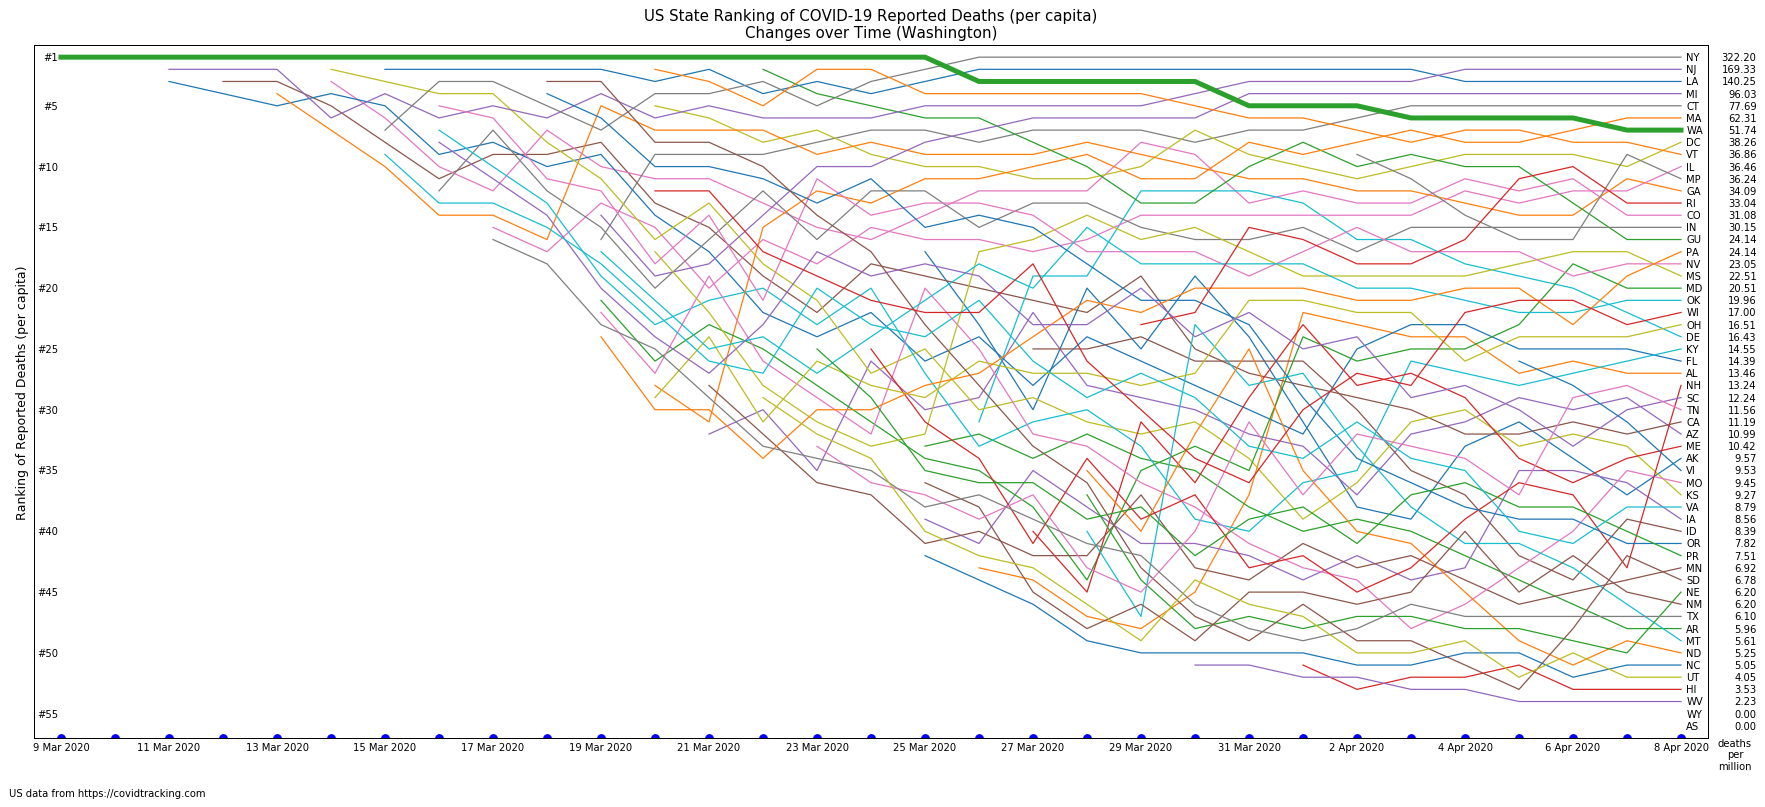 US State Ranking of COVID-19 Reported Deaths (per capita)
Changes over Time (Washington)
Ranking of Reported Deaths (per capita)
#1
#5
#10
#15
#20
#25
#30
#35
#40
#45
#50
#55
NY 322.20
NJ 169.33
LA 140.25
MI 96.03
CT 77.69
MA 62.31
WA 51.74
DC 38.26
VT 36.86
IL 36.46
MP 36.24
GA 34.09
RI 33.04
CO 31.08
IN 30.15
GU 24.14
PA 24.14
NV 23.05
MS 22.51
MD 20.51
OK 19.96
WI 17.00
OH 16.51
DE 16.43
KY 14.55
FL 14.39
AL 13.46
NH 13.24
SC 12.24
TN 11.56
CA 11.19
AZ 10.99
ME 10.42
AK 9.57
VI 9.53
MO 9.45
KS 9.27
VA 8.79
IA 8.56
ID 8.39
OR 7.82
PR 7.51
MN 6.92
SD 6.78
NE 6.20
NM 6.20
TX 6.10
AR 5.96
MT 5.61
ND 5.25
NC 5.05
UT 4.05
HI 3.53
WV 2.23
WY 0.00
AS 0.00
9 Mar 2020 11 Mar 2020 13 Mar 2020 15 Mar 2020 17 Mar 2020 19 Mar 2020 21 Mar 2020 23 Mar 2020 25 Mar 2020 27 Mar 2020 29 Mar 2020 31 Mar 2020 2 Apr 2020 4 Apr 2020 6 Apr 2020 8 Apr 2020
deaths
per
million
US data from https://covidtracking.com